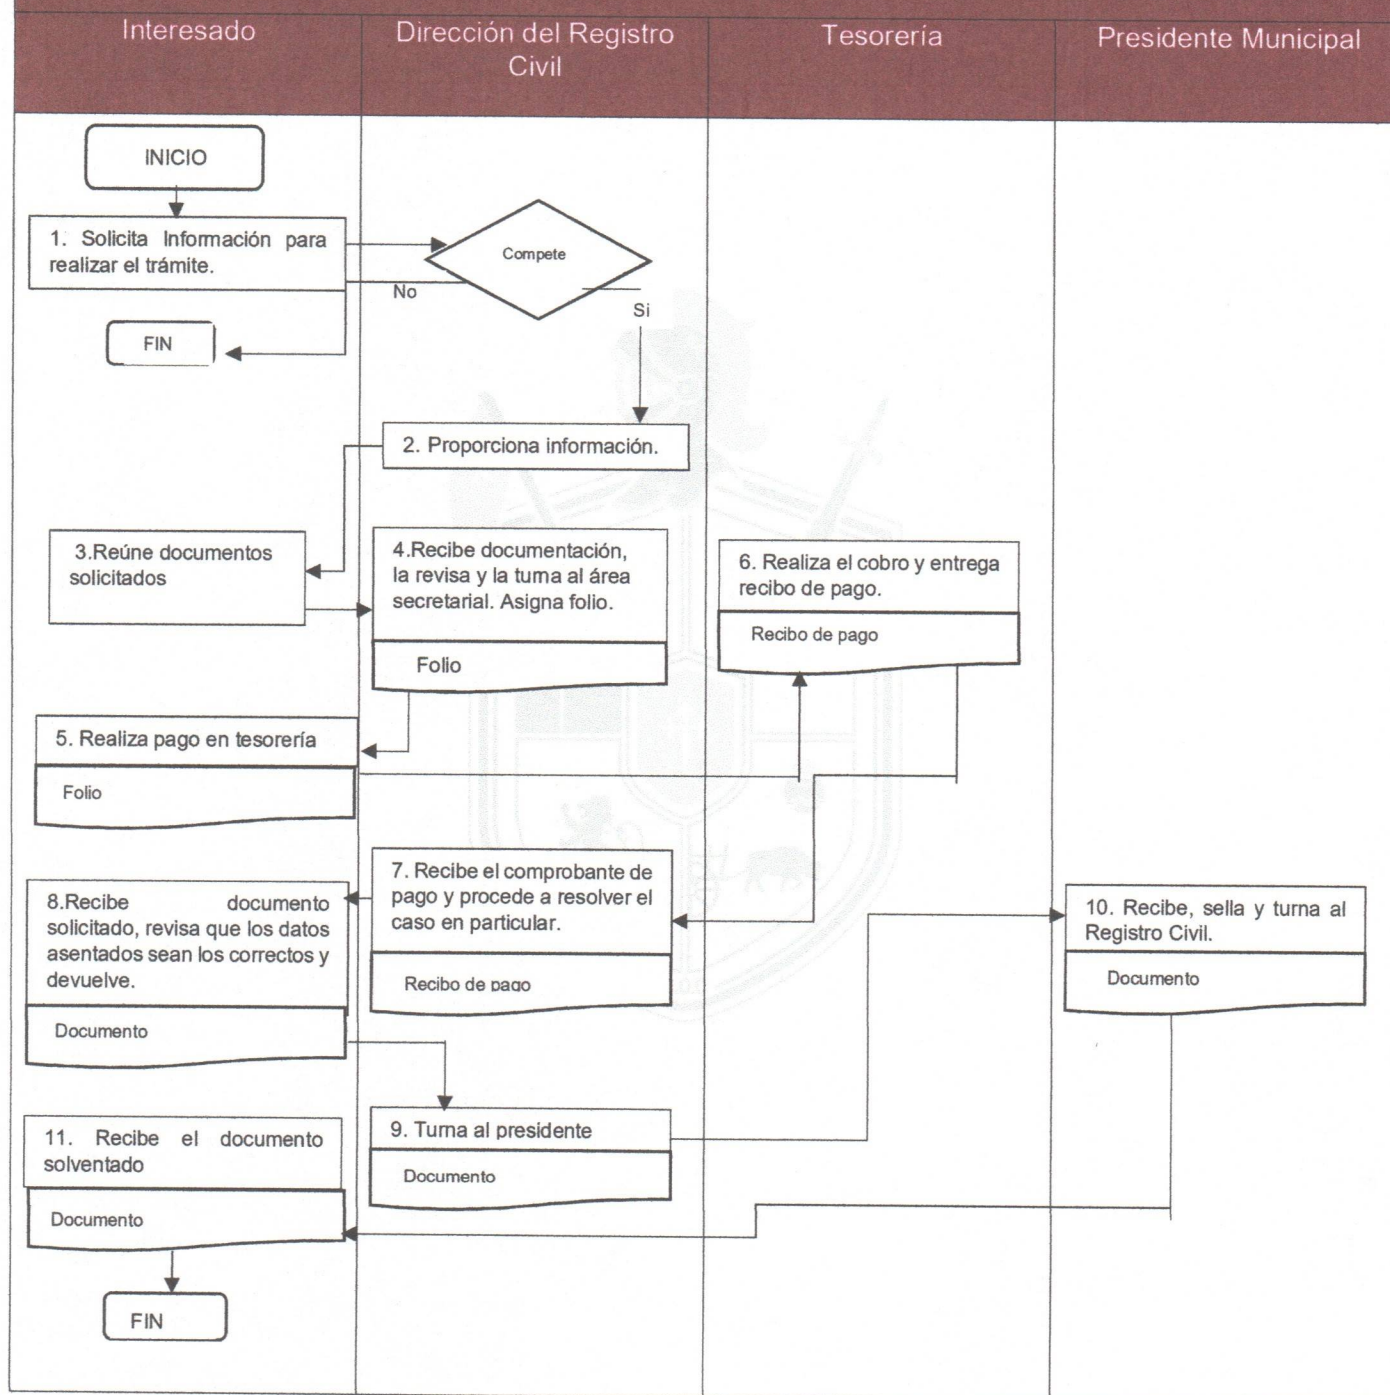 Interesado
Dirección del Registro
Civil
Tesorería
Presidente Municipal
INICIO
1. Solicita Información para
realizar el trámite.
Compete
No
Si
FIN
2. Proporciona información.
3.Reúne documentos
solicitados
4.Recibe documentación,
la revisa y la turna al área
secretarial. Asigna folio.
Folio
5. Realiza pago en tesorería
Folio
6. Realiza el cobro y entrega
recibo de pago.
Recibo de pago
7. Recibe el comprobante de
pago y procede a resolver el
caso en particular.
Recibo de pago
8.Recibe documento
solicitado, revisa que los datos
asentados sean los correctos y
devuelve.
Documento
9. Turna al presidente
Documento
10. Recibe, sella y turna al
Registro Civil.
Documento
11. Recibe el documento
solventado
Documento
FIN